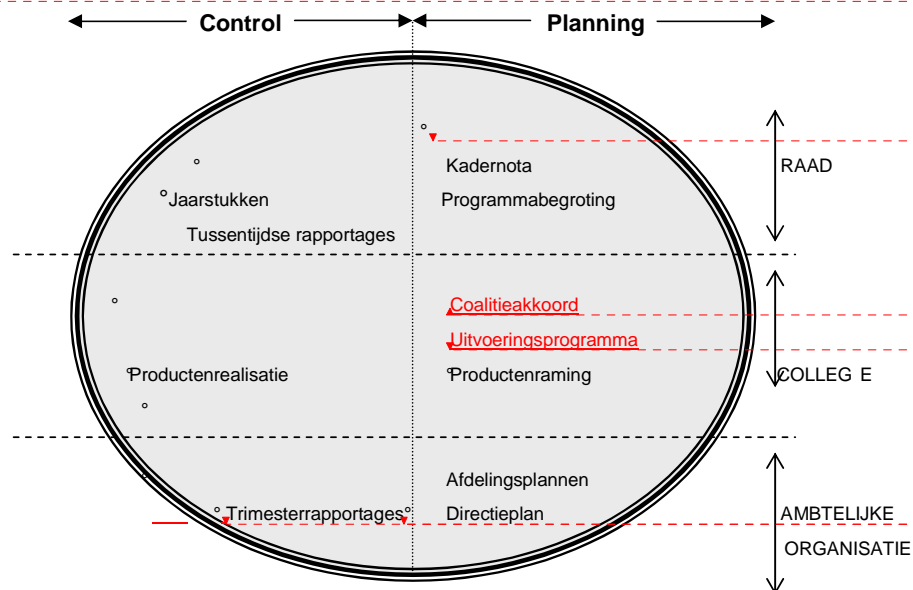 Control Planning
Kadernota
RAAD
Jaarstukken
Programmabegroting
Tussentijdse rapportages
Coalitieakkoord
Uitvoeringsprogramma
Productenrealisatie
Productenraming
COLLEG E
Afdelingsplannen
Trimesterrapportages
Directieplan
AMBTELIJKE
ORGANISATIE